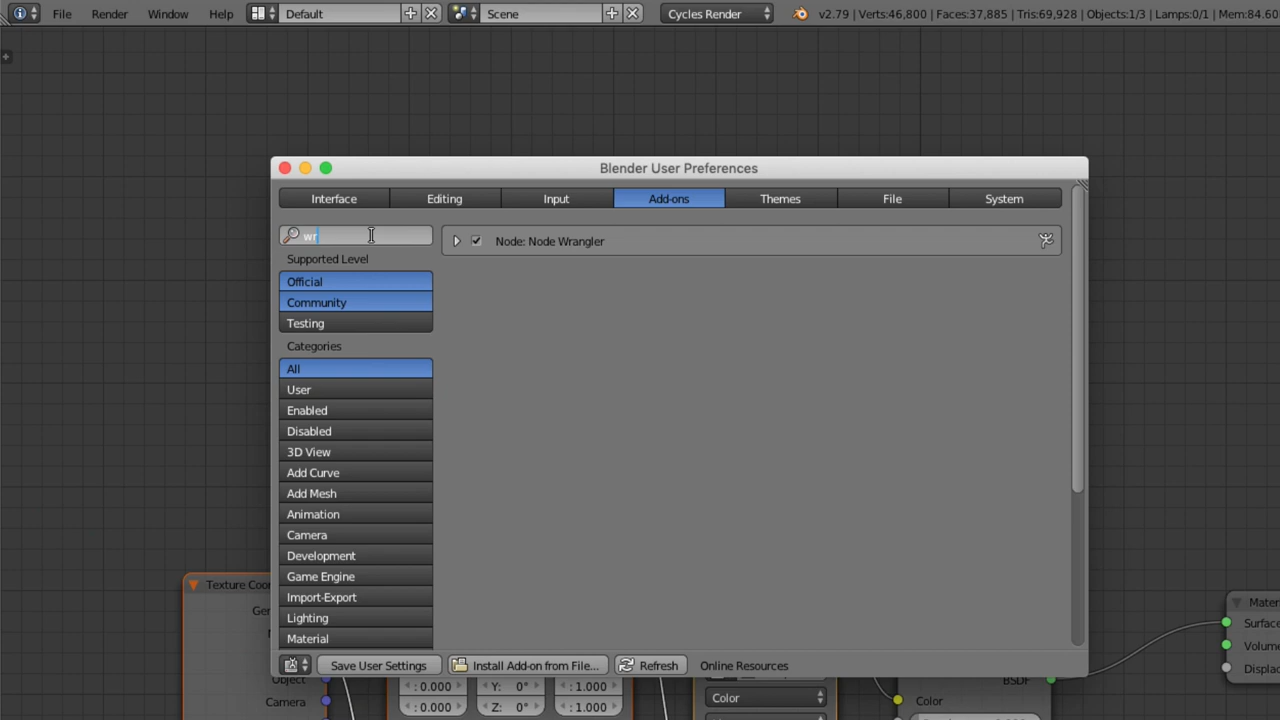 File Render Window Help Default Scene Cycles Render v2.79 | Verts:46,800 | Faces:37,885 | Tris:69,928 | Objects:1/3 | Lamps:0/1 | Mem:84.60
Blender User Preferences
Interface Editing Input Add-ons Themes File System
wr
Node: Node Wrangler
Supported Level
Official
Community
Testing
Categories
All
User
Enabled
Disabled
3D View
Add Curve
Add Mesh
Animation
Camera
Development
Game Engine
Import-Export
Lighting
Material
Save User Settings Install Add-on from File... Refresh Online Resources
Texture Coor
Ger
Object
Camera
: 0.000 Y: 0° : 1.000
: 0.000 Z: 0° : 1.000
Color
BSDF
Color
Mater
Surface
Volume
Displac